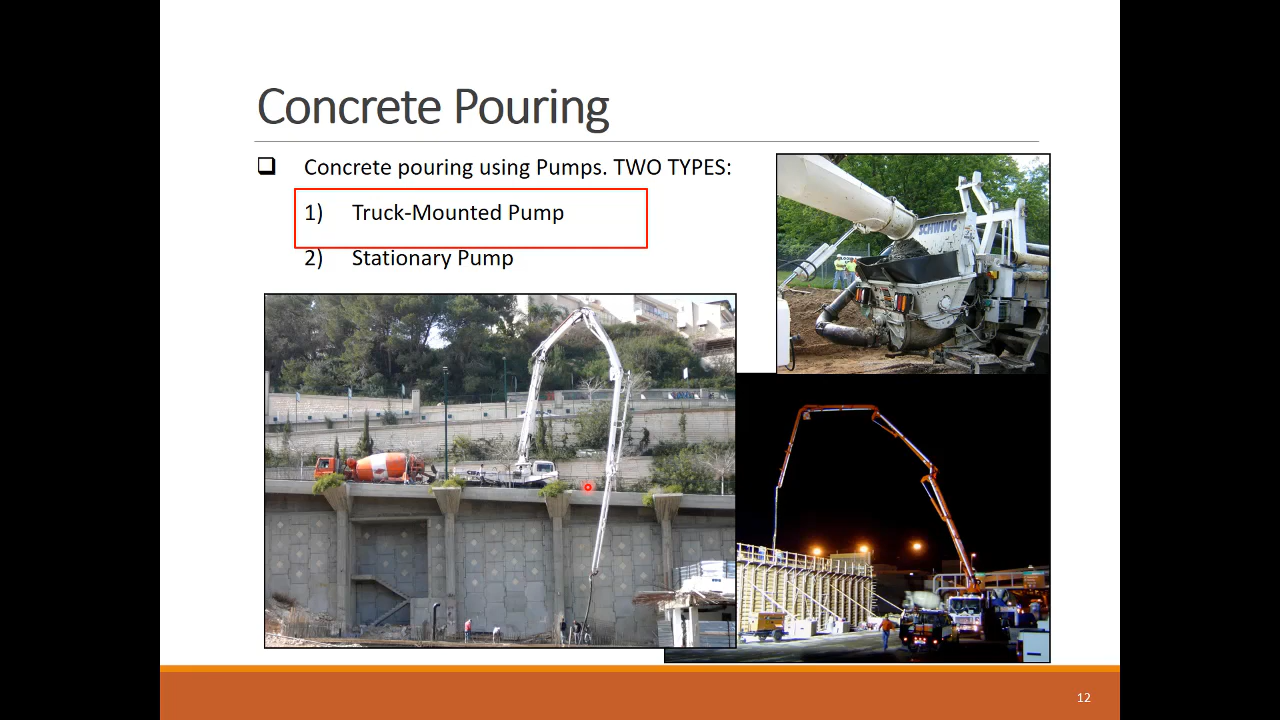 Concrete Pouring
❑ Concrete pouring using Pumps. TWO TYPES:
1) Truck-Mounted Pump
2) Stationary Pump
SCHWING
12